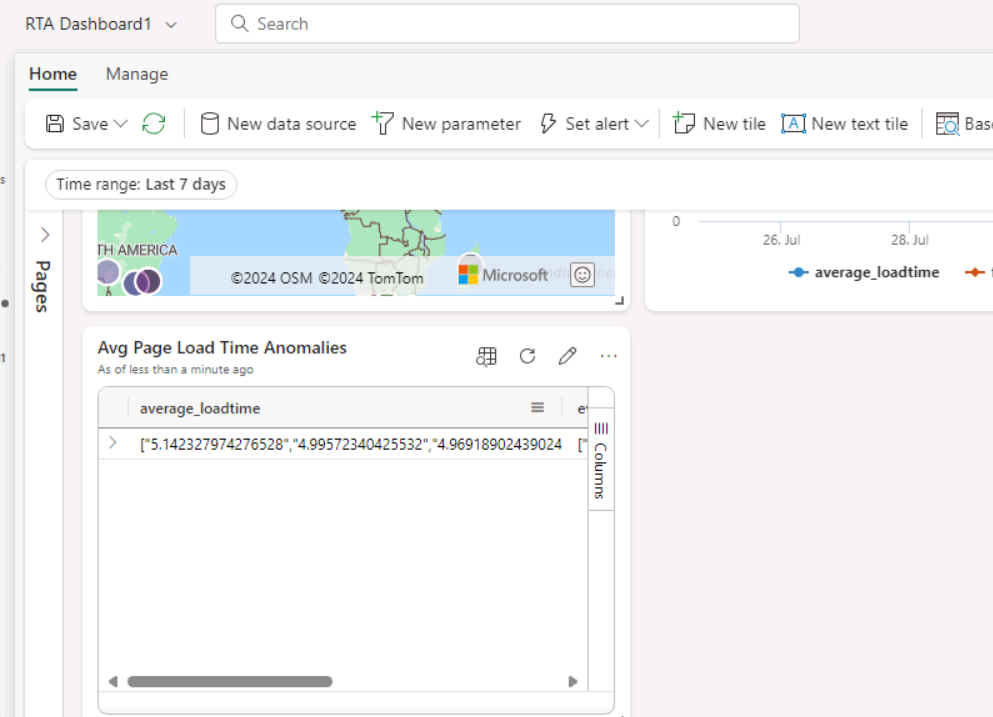 RTA Dashboard1
Search
Home Manage
Save New data source New parameter Set alert New tile New text tile Bas
s
Time range: Last 7 days
Pages
TH AMERICA
©2024 OSM ©2024 TomTom Microsoft
0
26. Jul 28. Jul
average_loadtime
1
Avg Page Load Time Anomalies
As of less than a minute ago
average_loadtime e
["5.142327974276528","4.99572340425532","4.96918902439024 ["
Columns